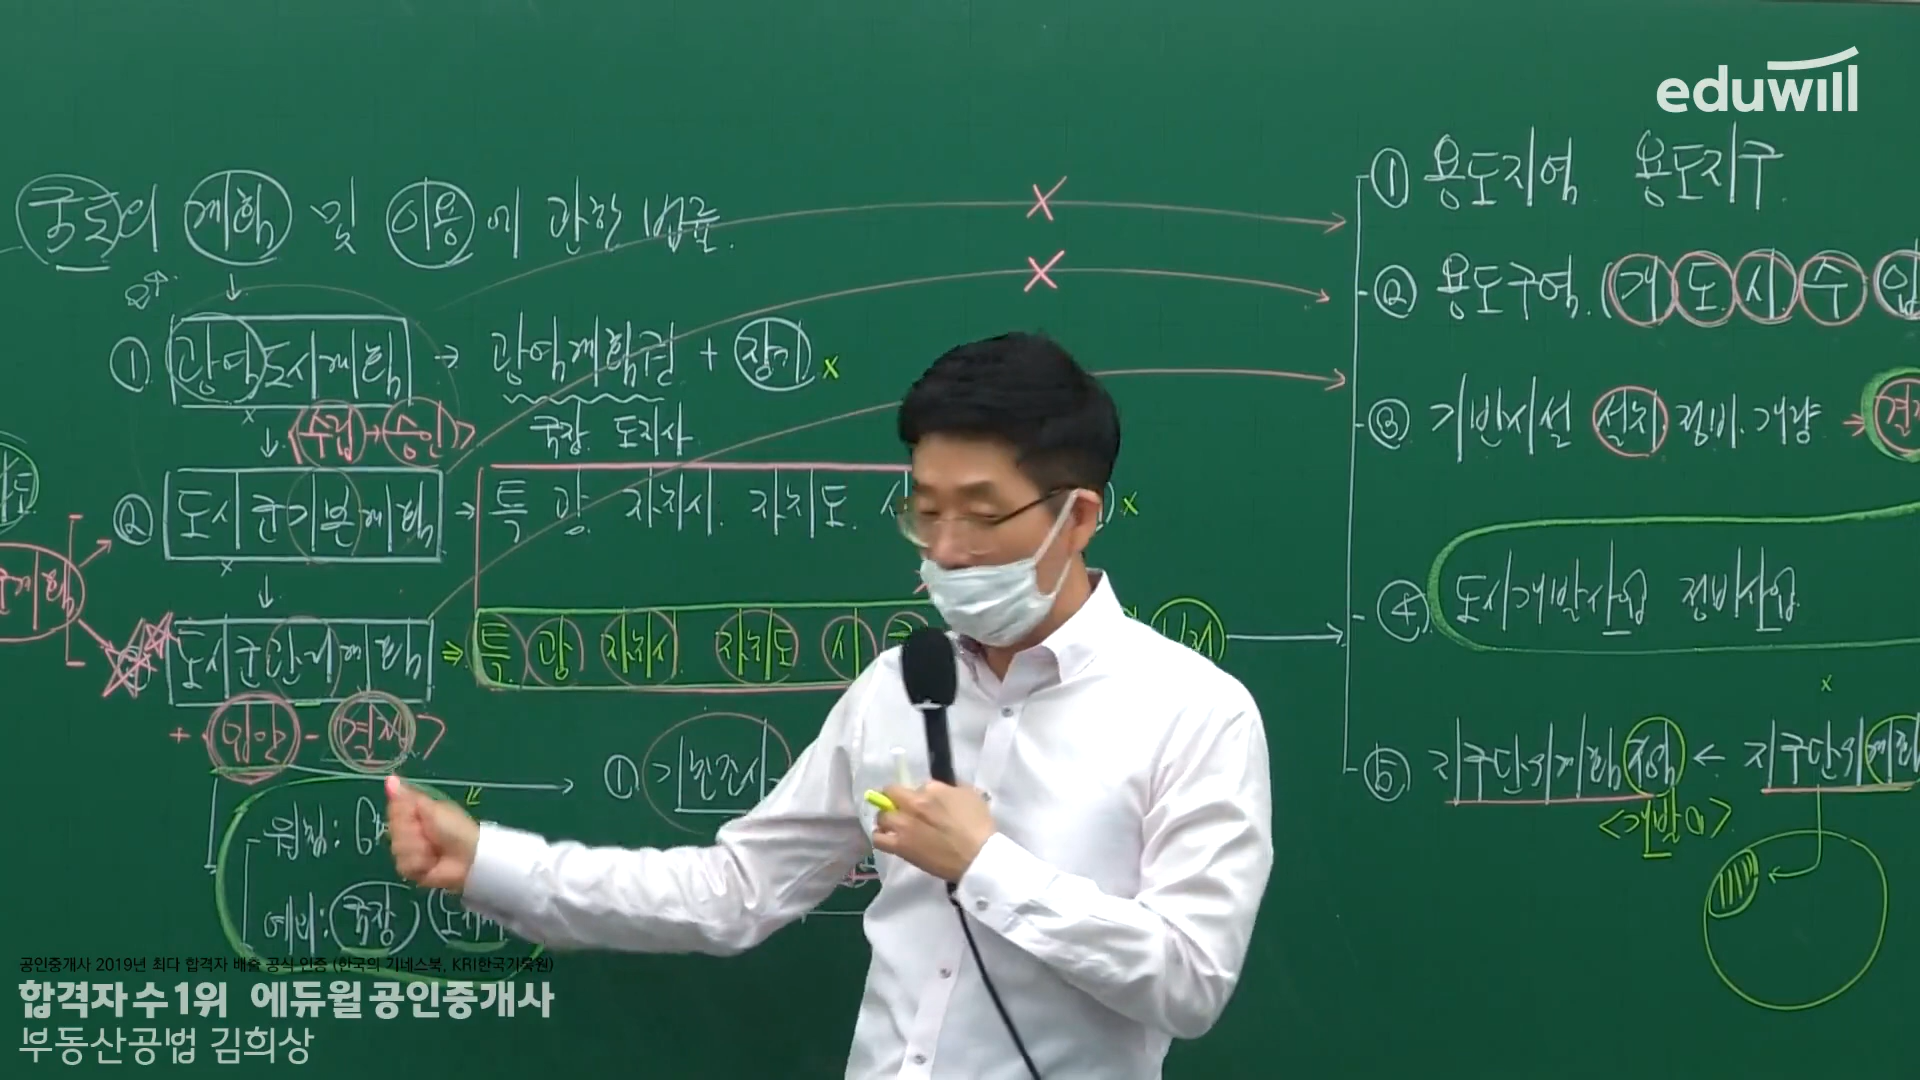 eduwill
국토의 계획 및 이용에 관한 법률.
① 광역도시계획 → 광역계획권 + 장기 x
국장. 도지사
<수립→승인>
② 도시군기본계획 → 특 광 자치시. 자치도. 시
x
도시군관리계획 ⇒ 특 광 자치시. 자치도 시
+ <입안 - 결정>
① 기초조사
원칙:
예비: 국장
① 용도지역 용도지구.
② 용도구역. (개 도 시 수 입
③ 기반시설 설치. 정비. 개량 →
④ 도시개발사업 정비사업
x
⑤ 지구단위계획구역 ← 지구단위계획
공인중개사 2019년 최다 합격자 배출 공식 인증 (한국의 기네스북, KRI한국기록원)
합격자 수 1위 에듀윌 공인중개사
부동산공법 김희상